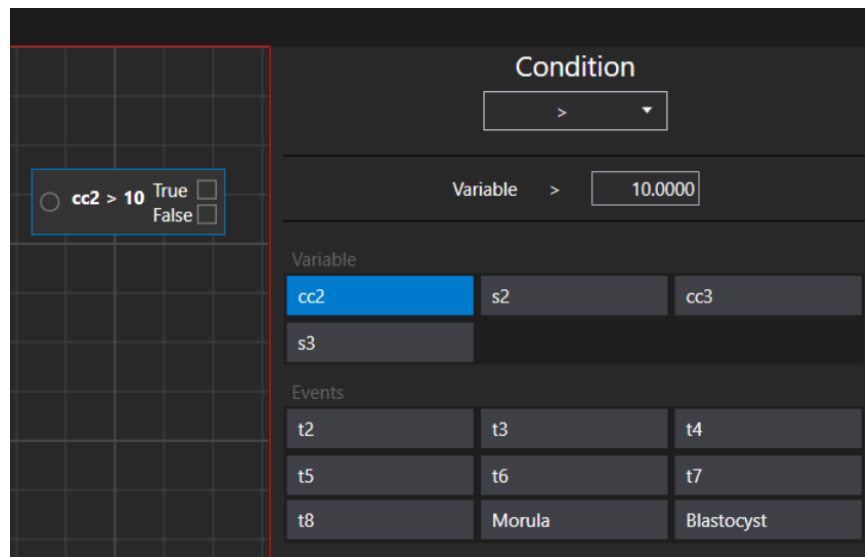 Condition
>
Variable > 10.0000
cc2 > 10 True
False
Variable
cc2 s2 cc3
s3
Events
t2 t3 t4
t5 t6 t7
t8 Morula Blastocyst